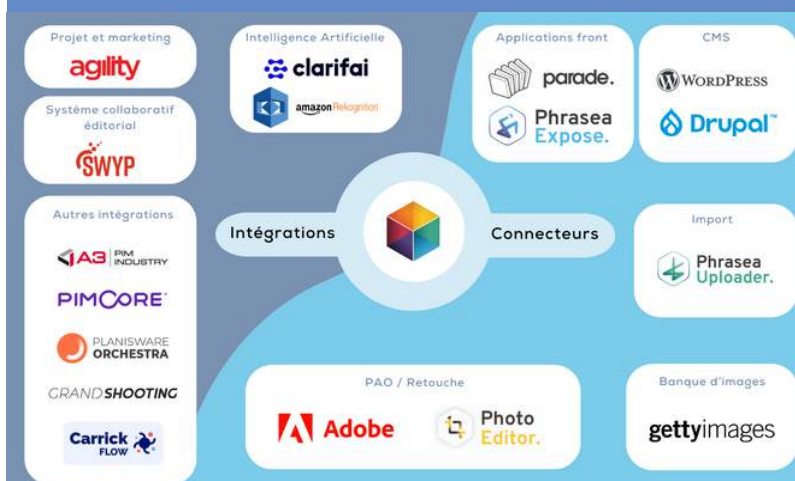 Projet et marketing
agility
Système collaboratif
éditorial
SWYP
Autres intégrations
A3 PIM
INDUSTRY
PIMCORE
PLANISWARE
ORCHESTRA
GRANDSHOOTING
Carrick
FLOW
Intelligence Artificielle
clarifai
amazon Rekognition
Intégrations
Connecteurs
Applications front
parade.
Phrasea
Expose.
CMS
WORDPRESS
Drupal™
Import
Phrasea
Uploader.
PAO / Retouche
Adobe
Photo
Editor.
Banque d'images
gettyimages